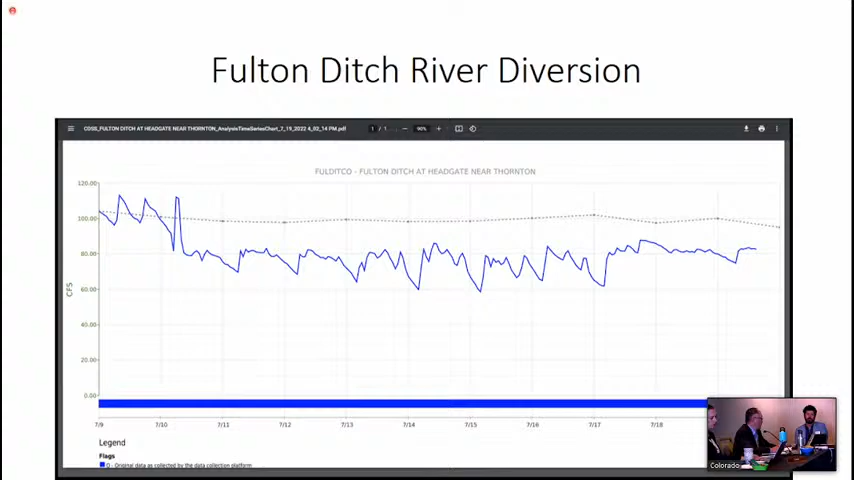 Fulton Ditch River Diversion
CDSS_FULTON DITCH AT HEADGATE NEAR THORNTON_AnalysisTimeSeriesChart_7_19_2022 4_02_14 PM.pdf
1 / 1
90%
FULDITCO - FULTON DITCH AT HEADGATE NEAR THORNTON
120.00
100.00
80.00
60.00
40.00
20.00
0.00
CFS
7/9 7/10 7/11 7/12 7/13 7/14 7/15 7/16 7/17 7/18
Legend
Flags
O - Original data as collected by the data collection platform
Colorado